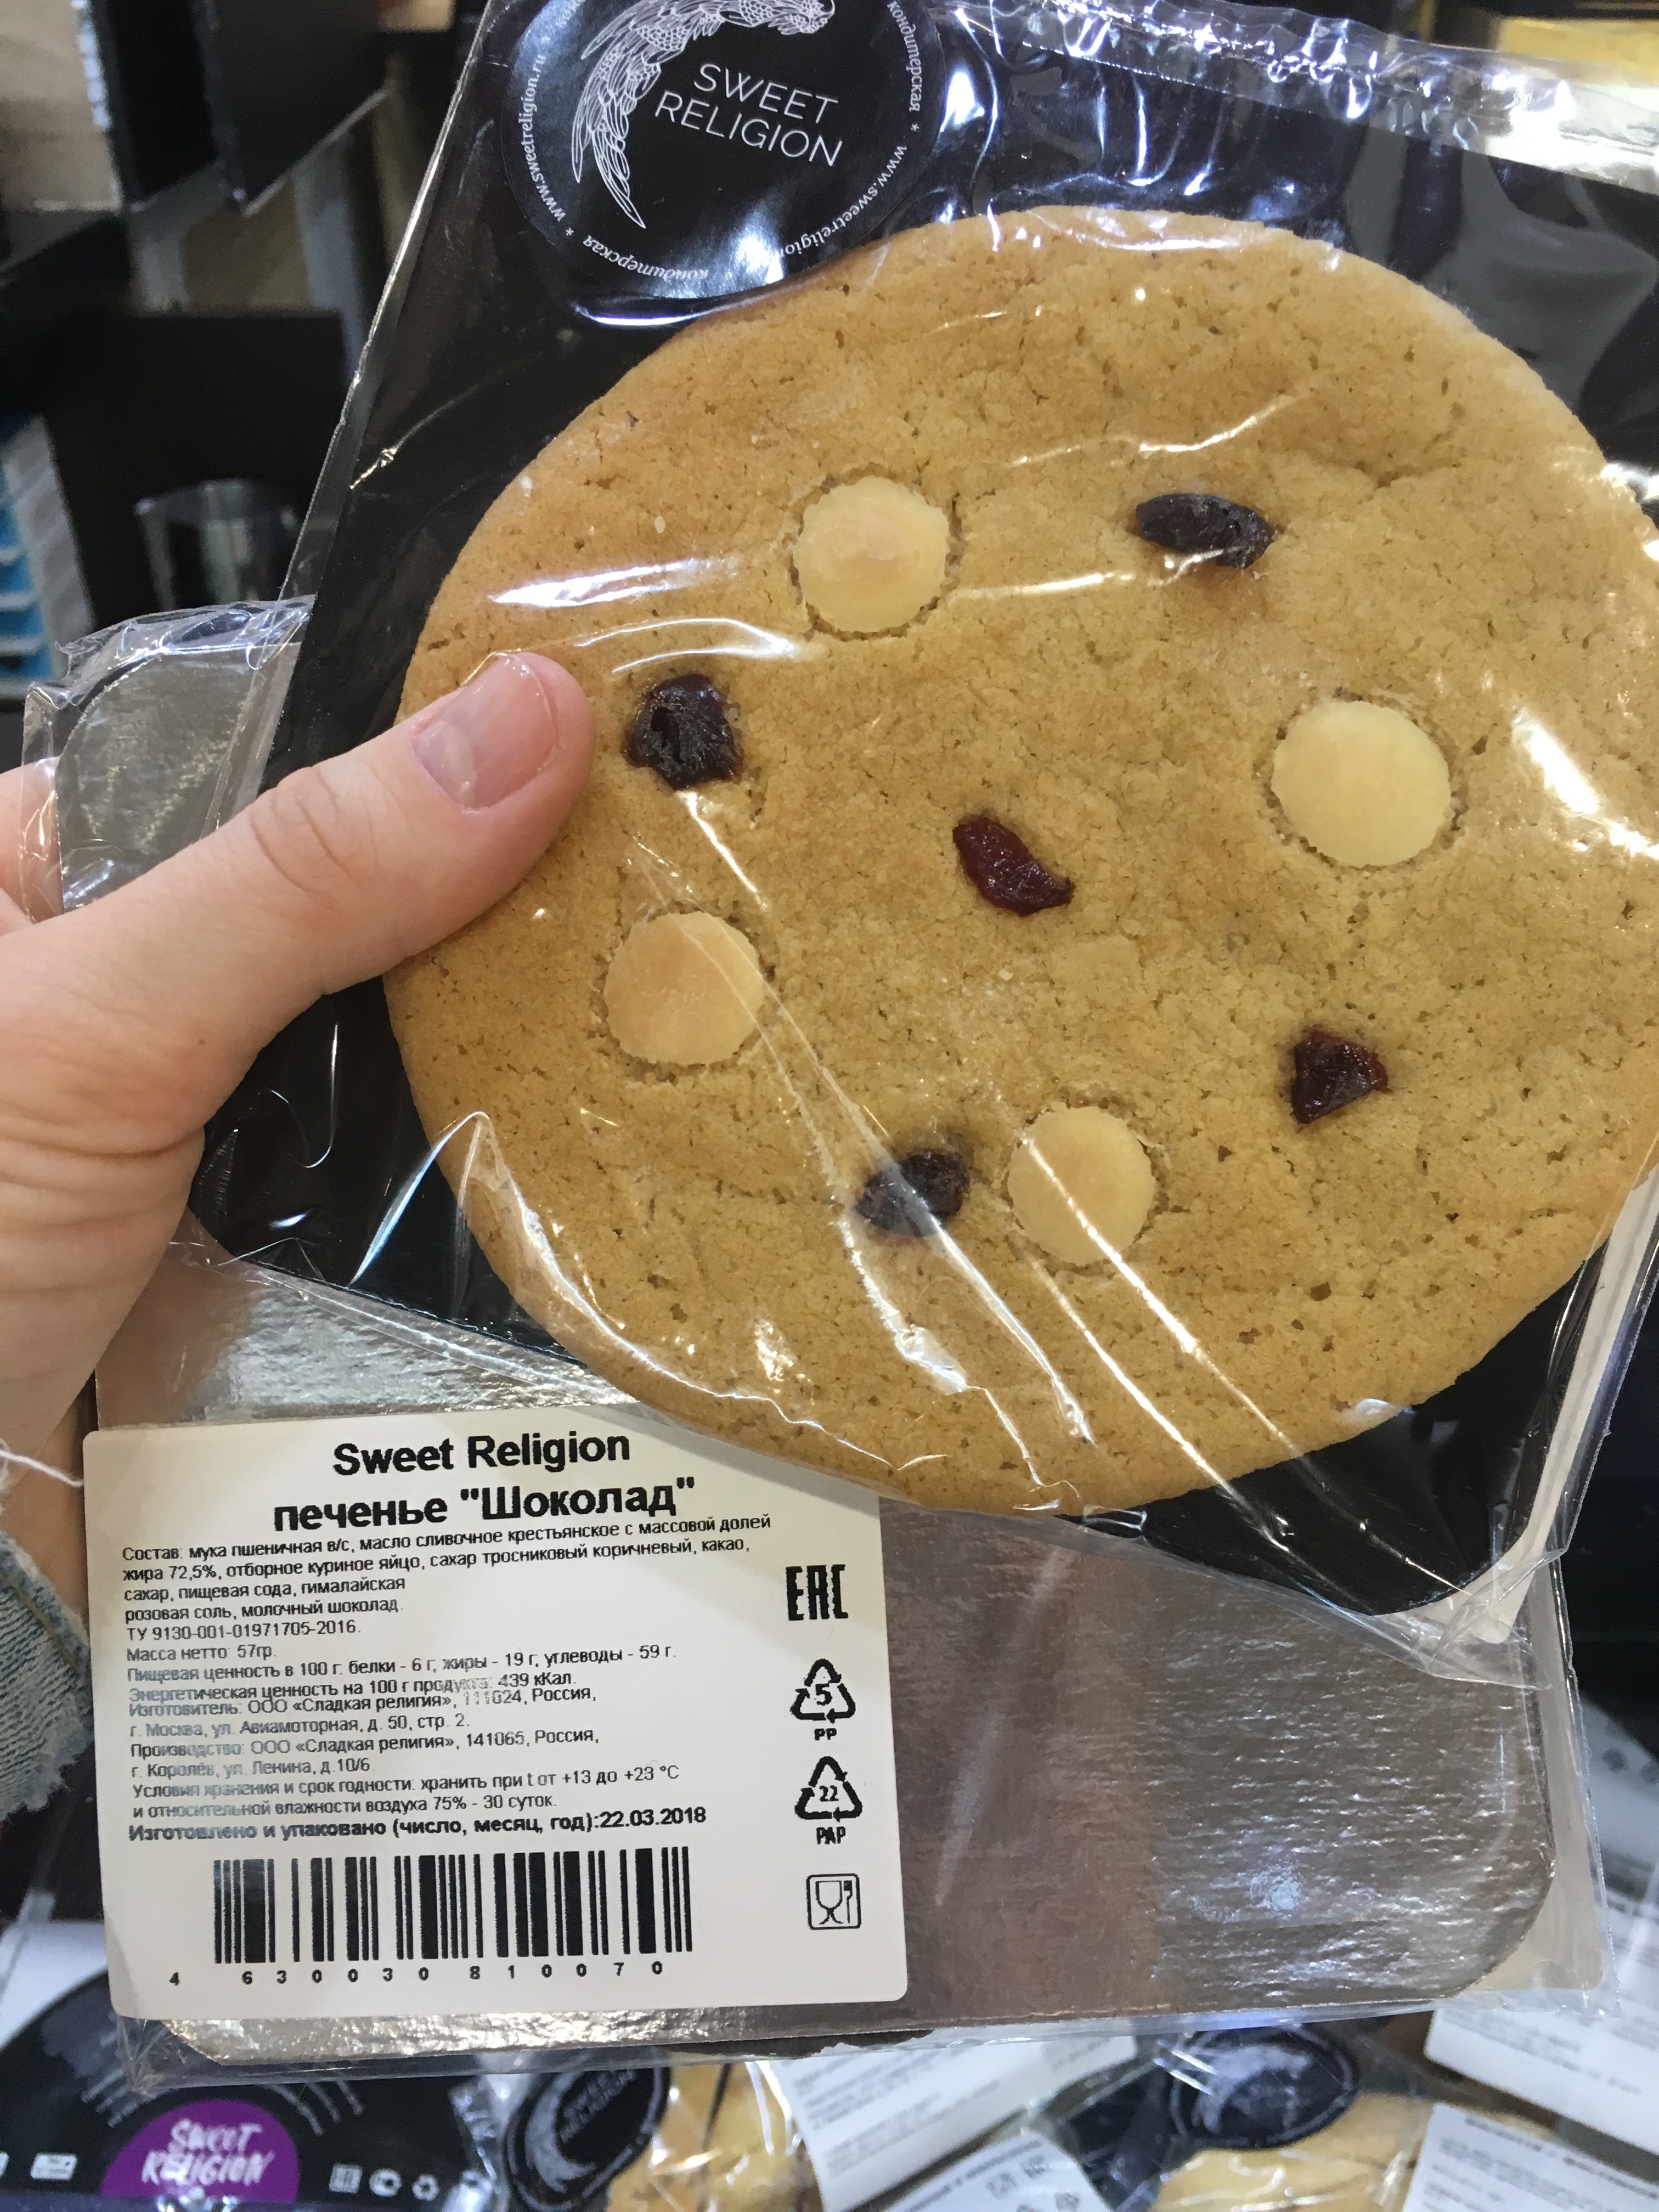 SWEET
RELIGION
www.sweetreligion.ru * кондитерская * www.sweetreligion
кондитерская *
Sweet Religion
печенье "Шоколад"
Состав: мука пшеничная в/с, масло сливочное крестьянское с массовой долей
жира 72,5%, отборное куриное яйцо, сахар тросниковый коричневый, какао,
сахар, пищевая сода, гималайская
розовая соль, молочный шоколад.
ТУ 9130-001-01971705-2016.
Масса нетто: 57гр.
Пищевая ценность в 100 г: белки - 6 г, жиры - 19 г, углеводы - 59 г.
Энергетическая ценность на 100 г продукта: 439 кКал.
Изготовитель: ООО «Сладкая религия», 111024, Россия,
г. Москва, ул. Авиамоторная, д. 50, стр. 2.
Производство: ООО «Сладкая религия», 141065, Россия,
г. Королёв, ул. Ленина, д.10/6.
Условия хранения и срок годности: хранить при t от +13 до +23 °C
и относительной влажности воздуха 75% - 30 суток.
Изготовлено и упаковано (число, месяц, год):22.03.2018
4 630030 810070
EAC
5
PP
22
PAP
SWEET
RELIGION